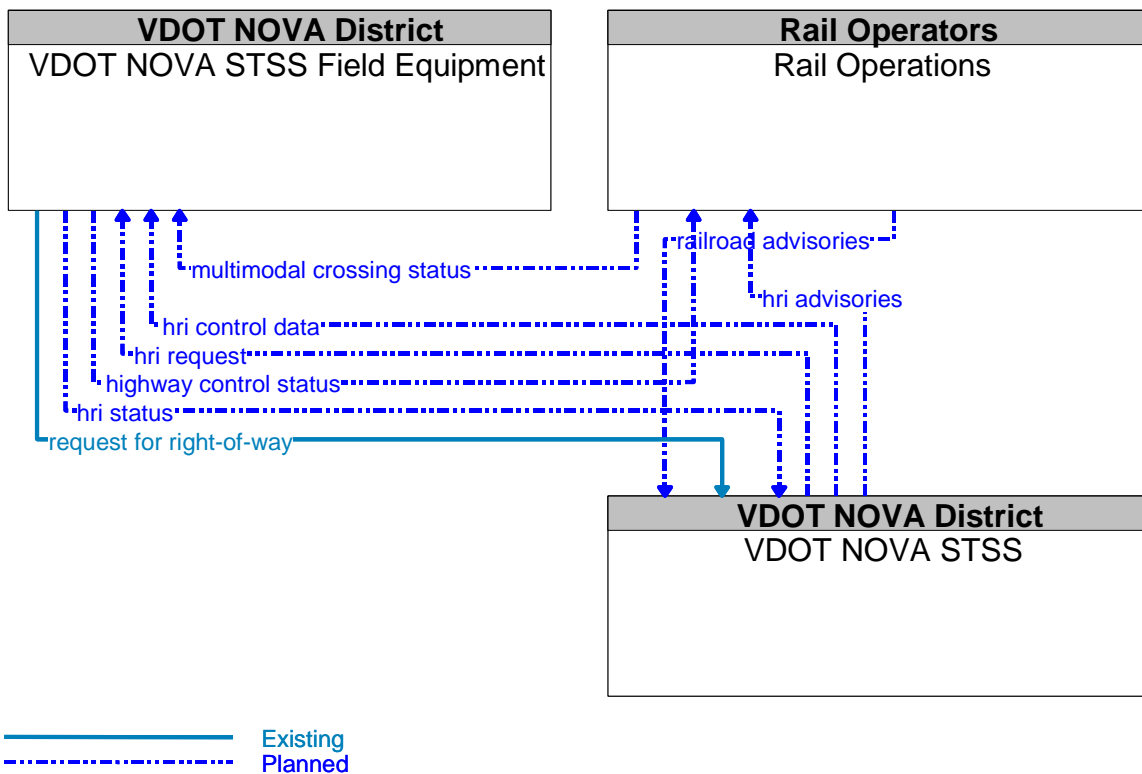 VDOT NOVA District
VDOT NOVA STSS Field Equipment
Rail Operators
Rail Operations
railroad advisories
multimodal crossing status
hri advisories
hri control data
hri request
highway control status
hri status
request for right-of-way
VDOT NOVA District
VDOT NOVA STSS
Existing
Planned